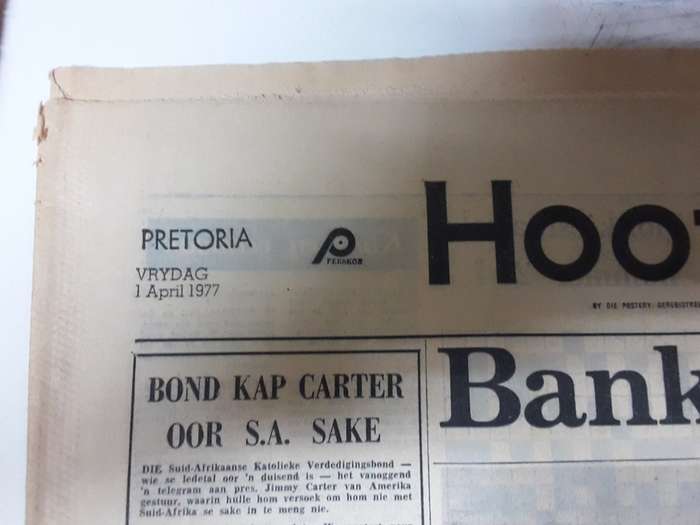 PRETORIA
VRYDAG
1 April 1977
PERSKOR
Hoo
BY DIE POSTERY, GEREGISTREE
BOND KAP CARTER
OOR S.A. SAKE
DIE Suid-Afrikaanse Katolieke Verdedigingsbond —
wie se ledetal oor 'n duisend is — het vanoggend
'n telegram aan pres. Jimmy Carter van Amerika
gestuur, waarin hulle hom versoek om hom nie met
Suid-Afrika se sake in te meng nie.
Bank